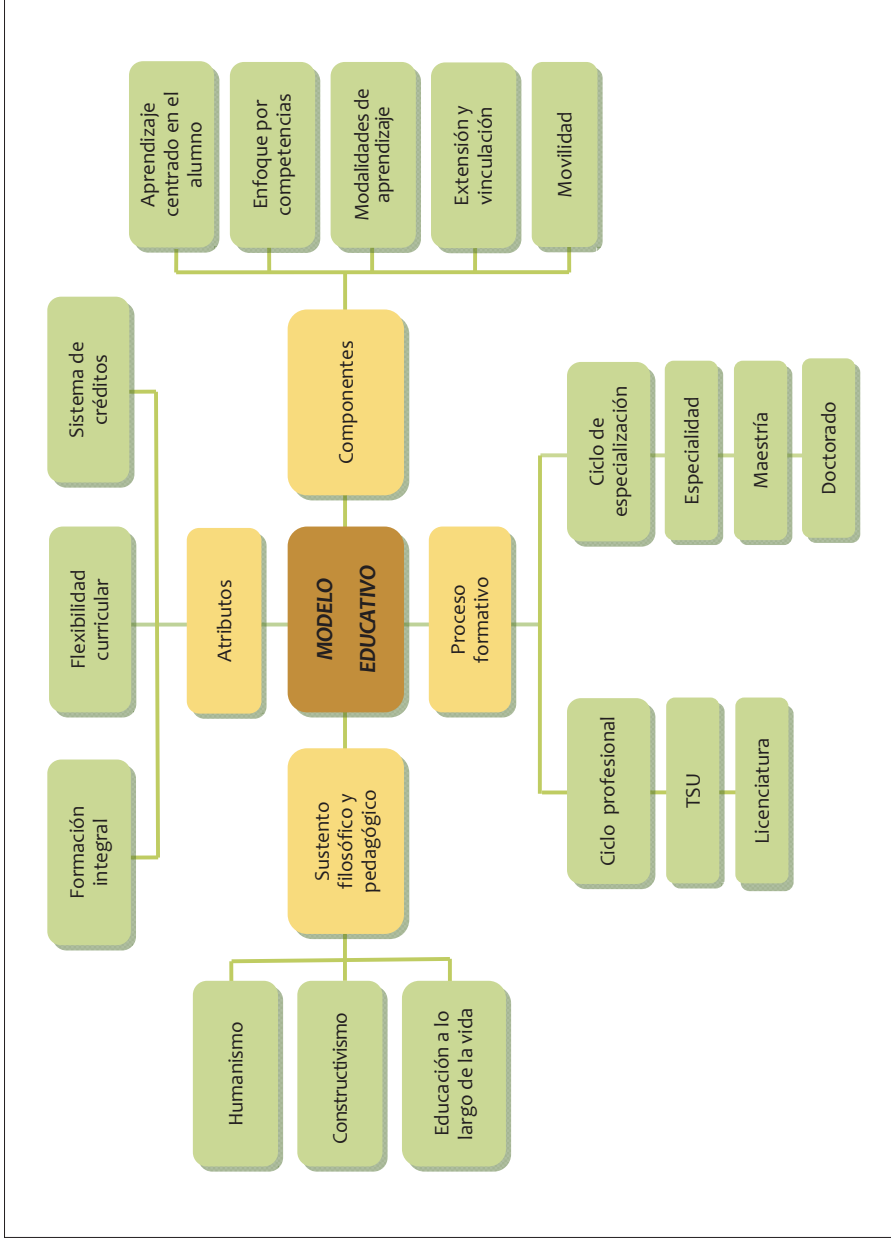 Formación
integral
Flexibilidad
curricular
Sistema de
créditos
Atributos
Humanismo
Constructivismo
Educación a lo
largo de la vida
Sustento
filosófico y
pedagógico
MODELO
EDUCATIVO
Componentes
Aprendizaje
centrado en el
alumno
Enfoque por
competencias
Modalidades de
aprendizaje
Extensión y
vinculación
Movilidad
Proceso
formativo
Ciclo profesional
TSU
Licenciatura
Ciclo de
especialización
Especialidad
Maestría
Doctorado